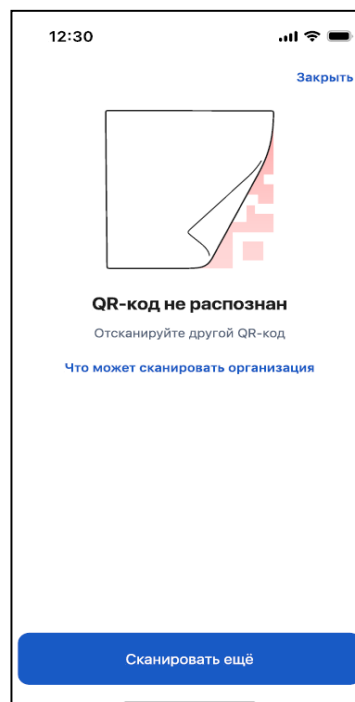 12:30
Закрыть
QR-код не распознан
Отсканируйте другой QR-код
Что может сканировать организация
Сканировать ещё